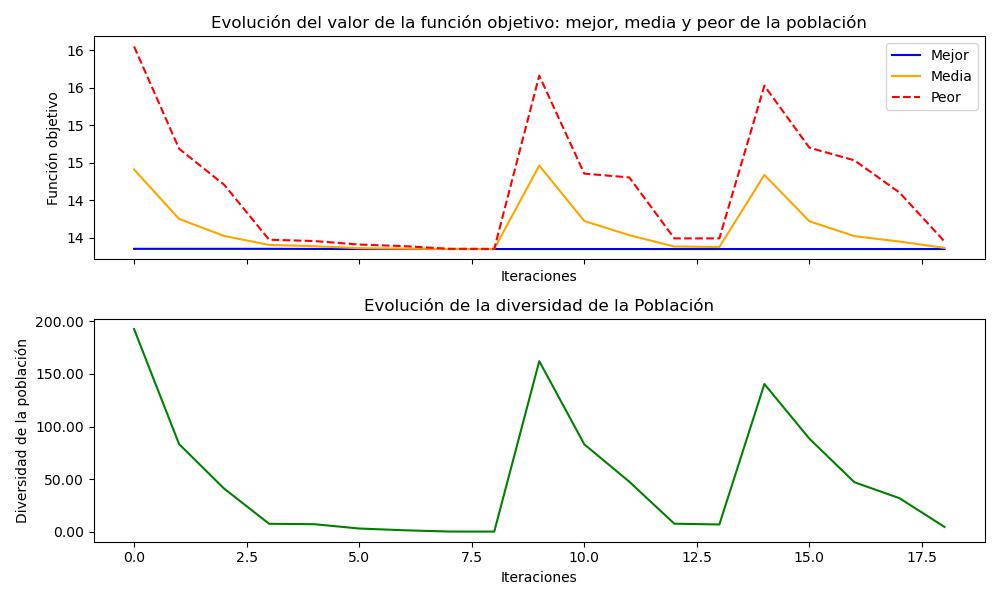 Evolución del valor de la función objetivo: mejor, media y peor de la población
16
16
15
15
14
14
Función objetivo
Mejor
Media
Peor
Iteraciones
Evolución de la diversidad de la Población
200.00
150.00
100.00
50.00
0.00
Diversidad de la población
0.0 2.5 5.0 7.5 10.0 12.5 15.0 17.5
Iteraciones